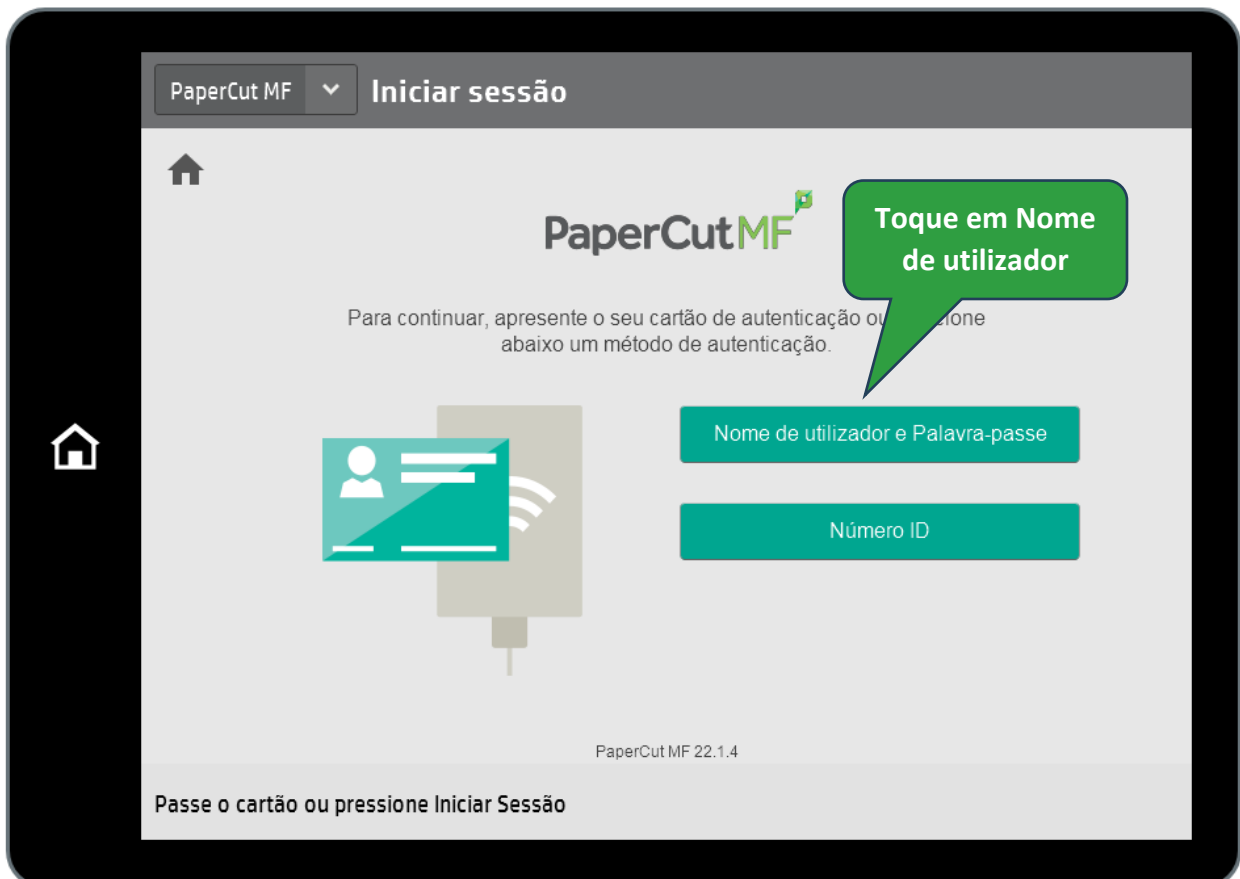 PaperCut MF
Iniciar sessão
PaperCutMF
Toque em Nome
de utilizador
Para continuar, apresente o seu cartão de autenticação ou
abaixo um método de autenticação.
Nome de utilizador e Palavra-passe
Número ID
PaperCut MF 22.1.4
Passe o cartão ou pressione Iniciar Sessão